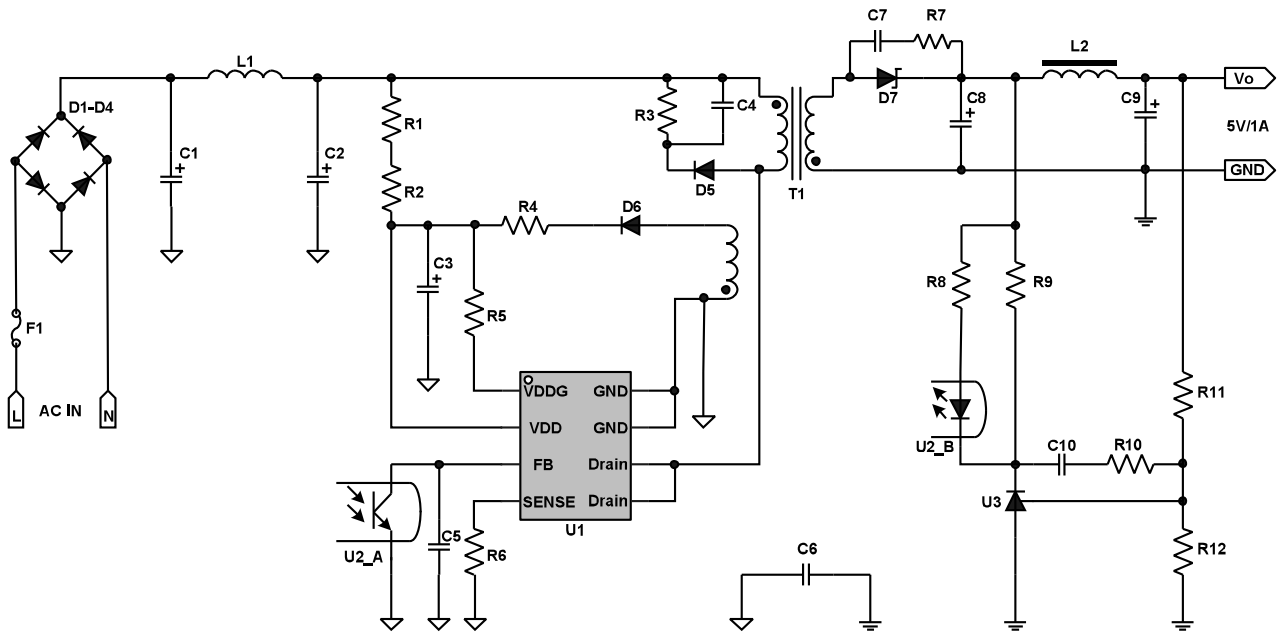 C7
R7
L1
L2
D1-D4
D7
Vo
R3
C4
C8
C9
5V/1A
R1
C1
C2
R2
D5
T1
GND
R4
D6
C3
R8
R9
F1
R5
VDDG
GND
L
AC IN
N
VDD
GND
R11
U2_B
C10
R10
FB
Drain
SENSE
Drain
U3
U1
C5
R6
U2_A
C6
R12